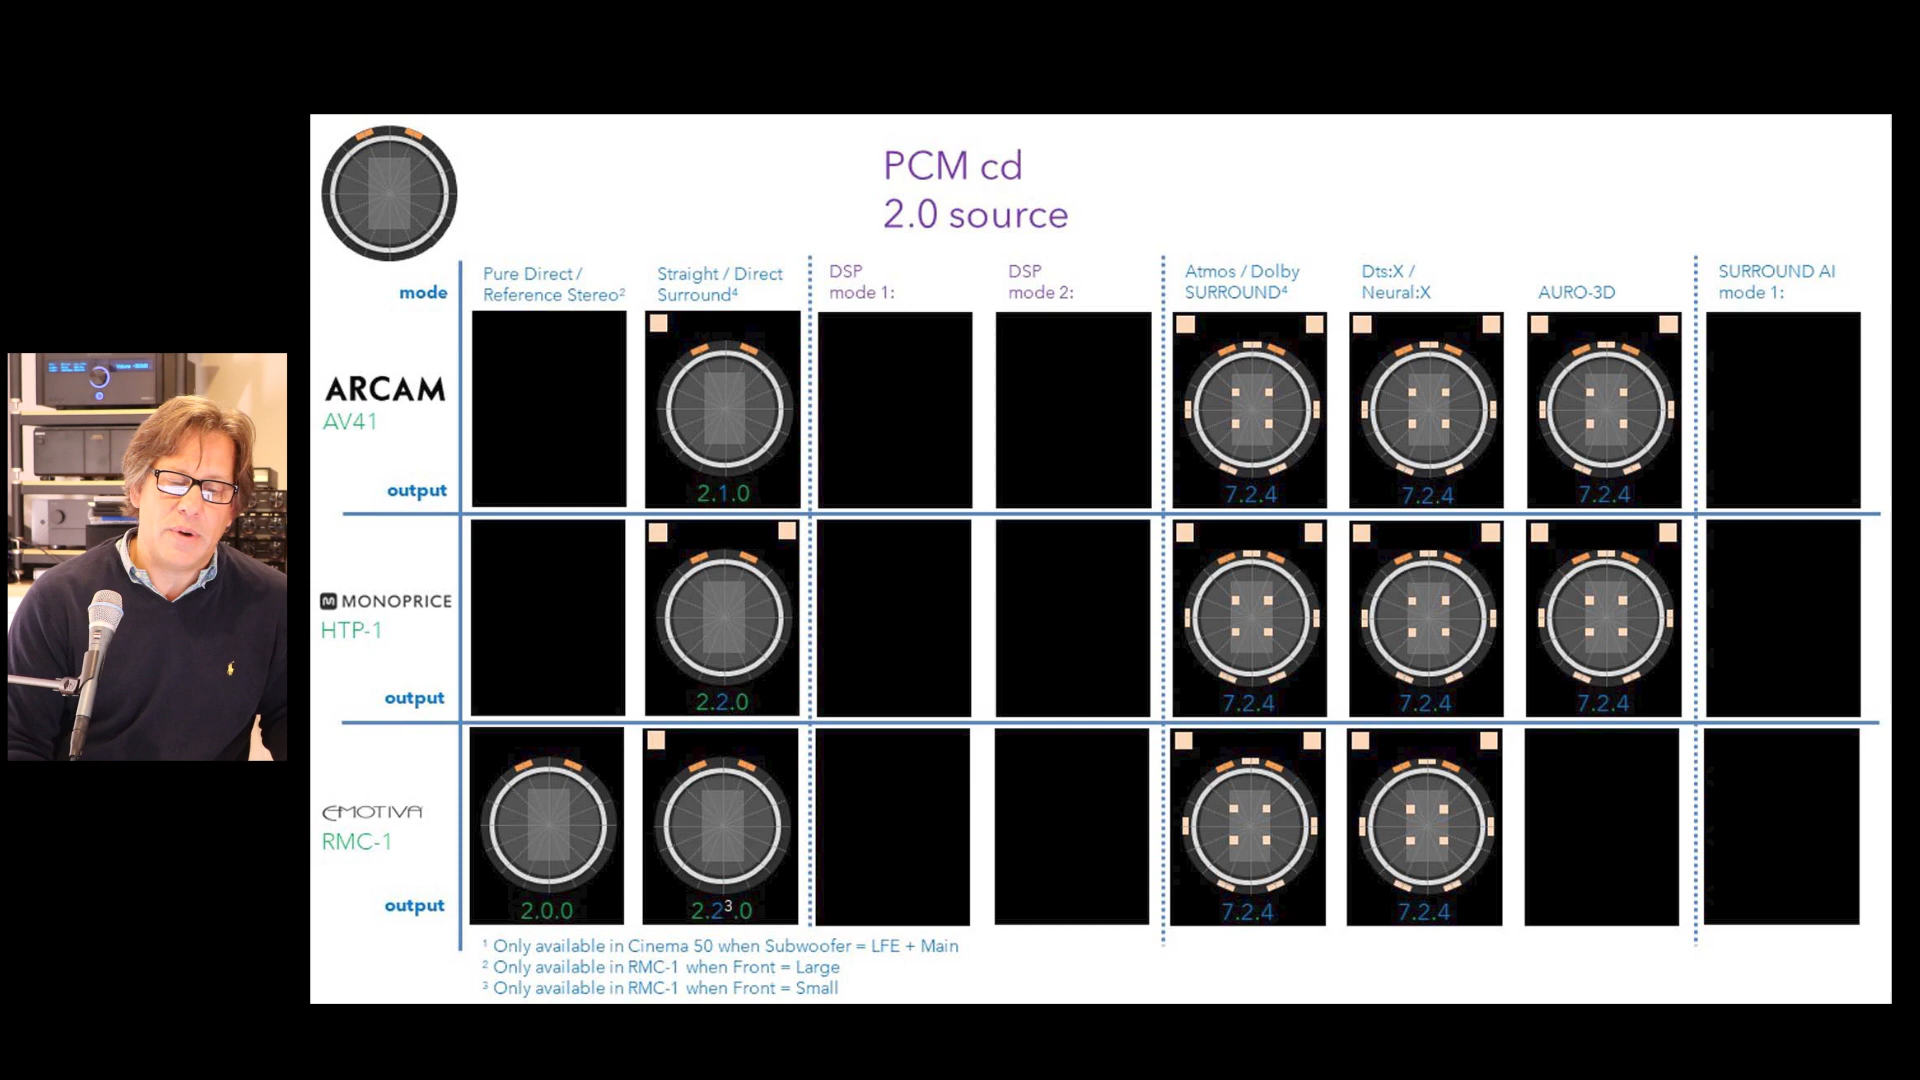 PCM cd
2.0 source
mode
Pure Direct /
Reference Stereo²
Straight / Direct
Surround⁴
DSP
mode 1:
DSP
mode 2:
Atmos / Dolby
SURROUND⁴
Dts:X /
Neural:X
AURO-3D
SURROUND AI
mode 1:
ARCAM
AV41
output
2.1.0
7.2.4
7.2.4
7.2.4
MONOPRICE
HTP-1
output
2.2.0
7.2.4
7.2.4
7.2.4
EMOTIVA
RMC-1
output
2.0.0
2.2³.0
7.2.4
7.2.4
¹ Only available in Cinema 50 when Subwoofer = LFE + Main
² Only available in RMC-1 when Front = Large
³ Only available in RMC-1 when Front = Small